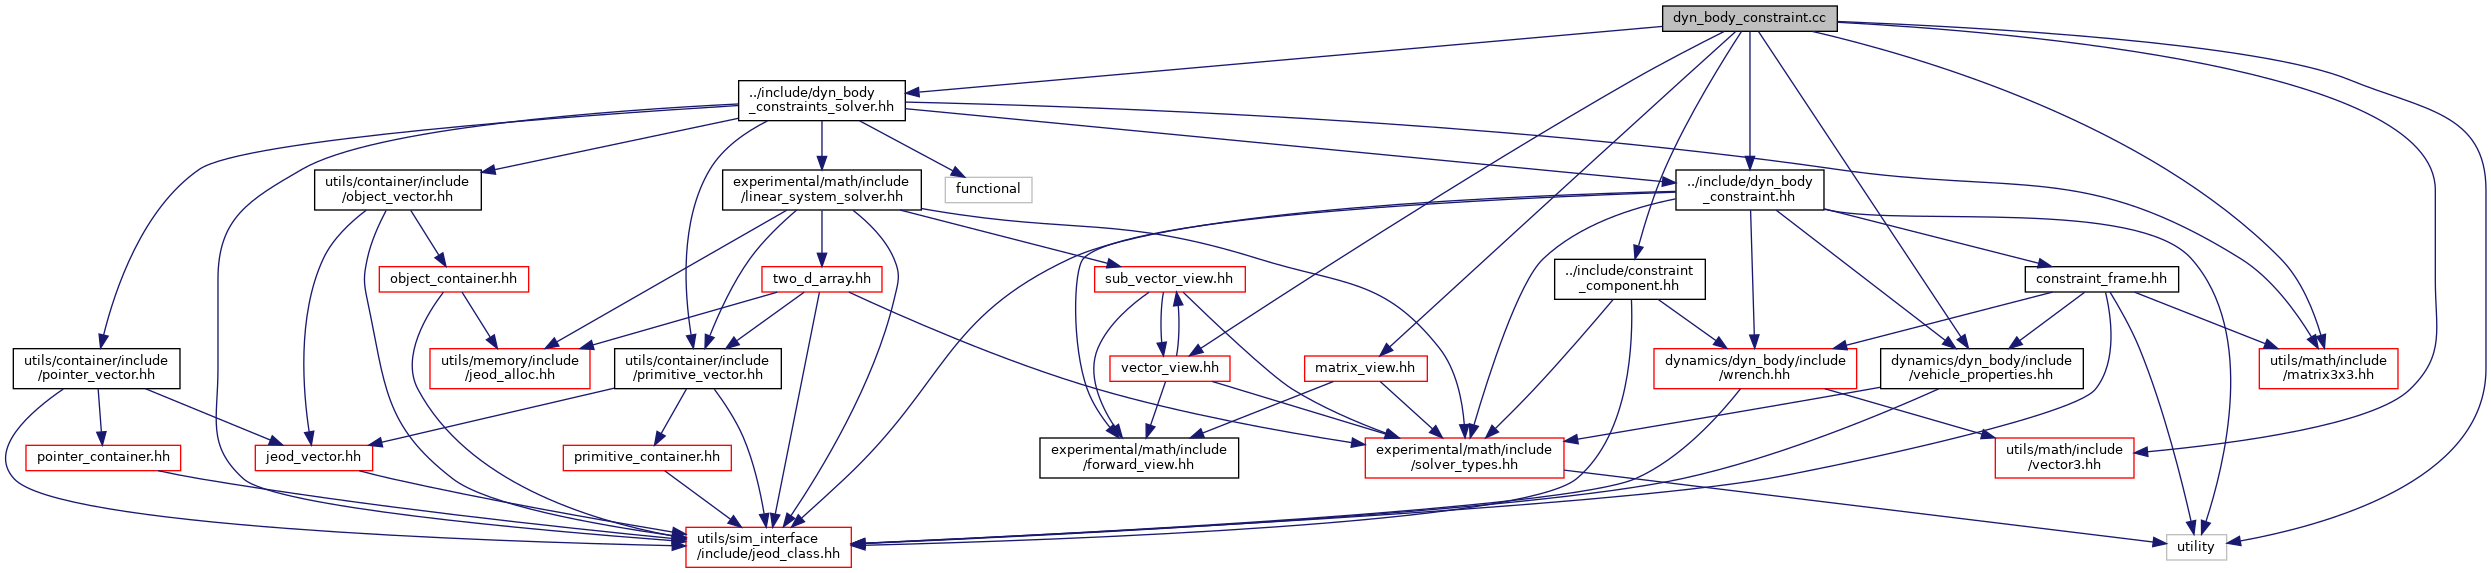 dyn_body_constraint.cc
../include/dyn_body
_constraints_solver.hh
utils/container/include
/object_vector.hh
experimental/math/include
/linear_system_solver.hh
functional
../include/dyn_body
_constraint.hh
object_container.hh
two_d_array.hh
sub_vector_view.hh
../include/constraint
_component.hh
constraint_frame.hh
utils/container/include
/pointer_vector.hh
utils/memory/include
/jeod_alloc.hh
utils/container/include
/primitive_vector.hh
vector_view.hh
matrix_view.hh
dynamics/dyn_body/include
/wrench.hh
dynamics/dyn_body/include
/vehicle_properties.hh
utils/math/include
/matrix3x3.hh
pointer_container.hh
jeod_vector.hh
primitive_container.hh
experimental/math/include
/forward_view.hh
experimental/math/include
/solver_types.hh
utils/math/include
/vector3.hh
utils/sim_interface
/include/jeod_class.hh
utility